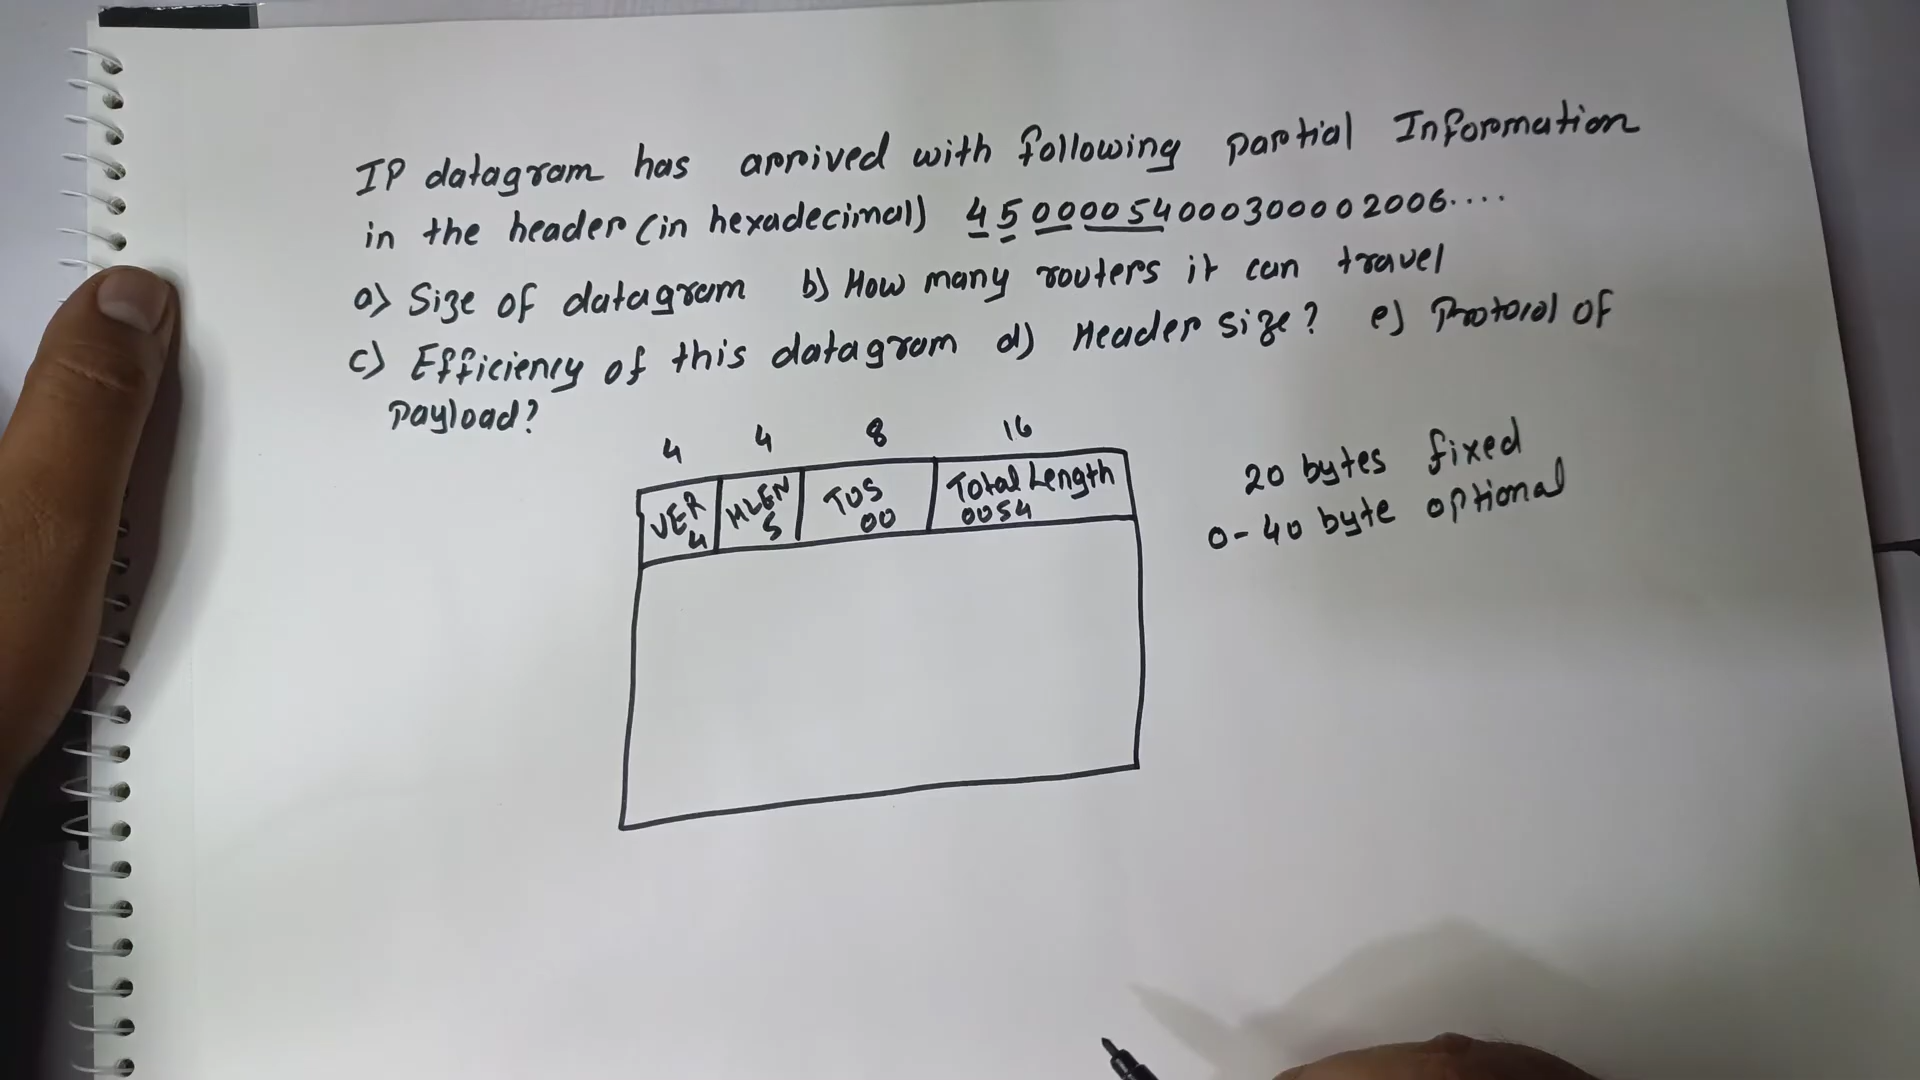 IP datagram has arrived with following partial Information
in the header (in hexadecimal) 45000054000300002006....
a) Size of datagram b) How many routers it can travel
c) Efficiency of this datagram d) Header size? e) Protocol of
Payload?
4 4 8 16
VER HLEN TOS Total Length
4 5 00 0054
20 bytes fixed
0-40 byte optional